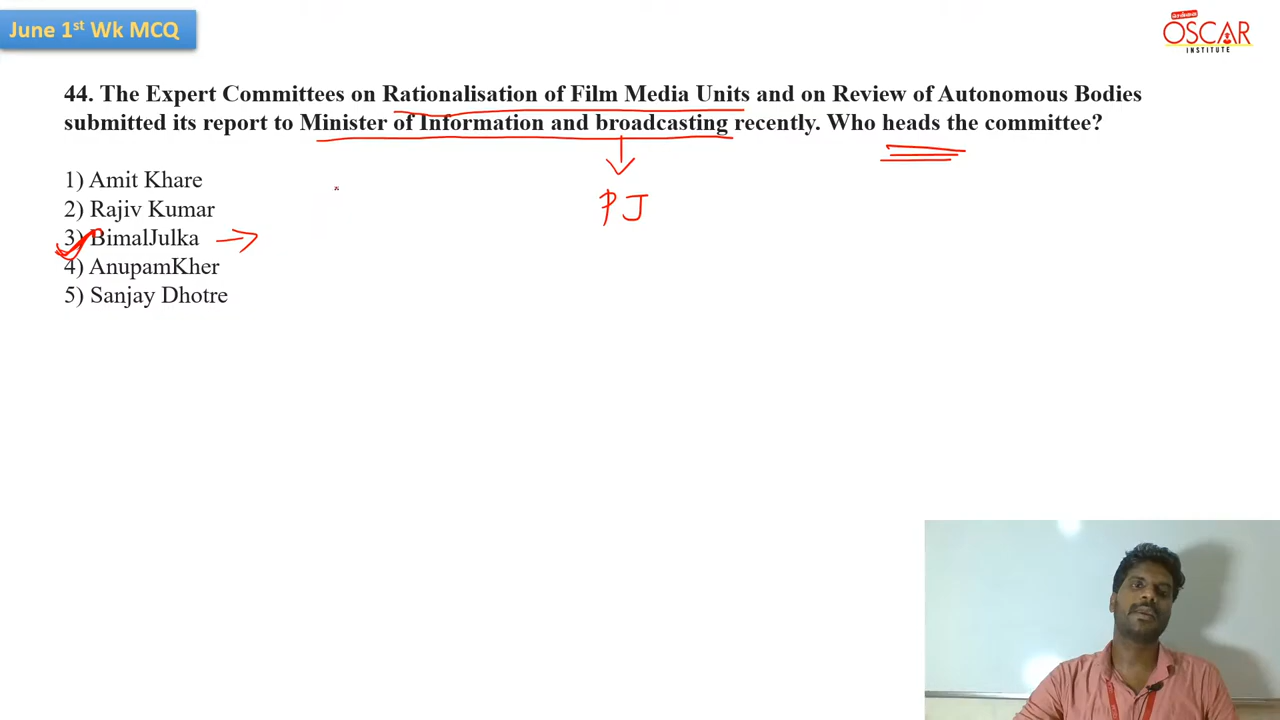 June 1st Wk MCQ
சென்னை
OSCAR
INSTITUTE
44. The Expert Committees on Rationalisation of Film Media Units and on Review of Autonomous Bodies
submitted its report to Minister of Information and broadcasting recently. Who heads the committee?
1) Amit Khare
2) Rajiv Kumar
3) BimalJulka
4) AnupamKher
5) Sanjay Dhotre
PJ